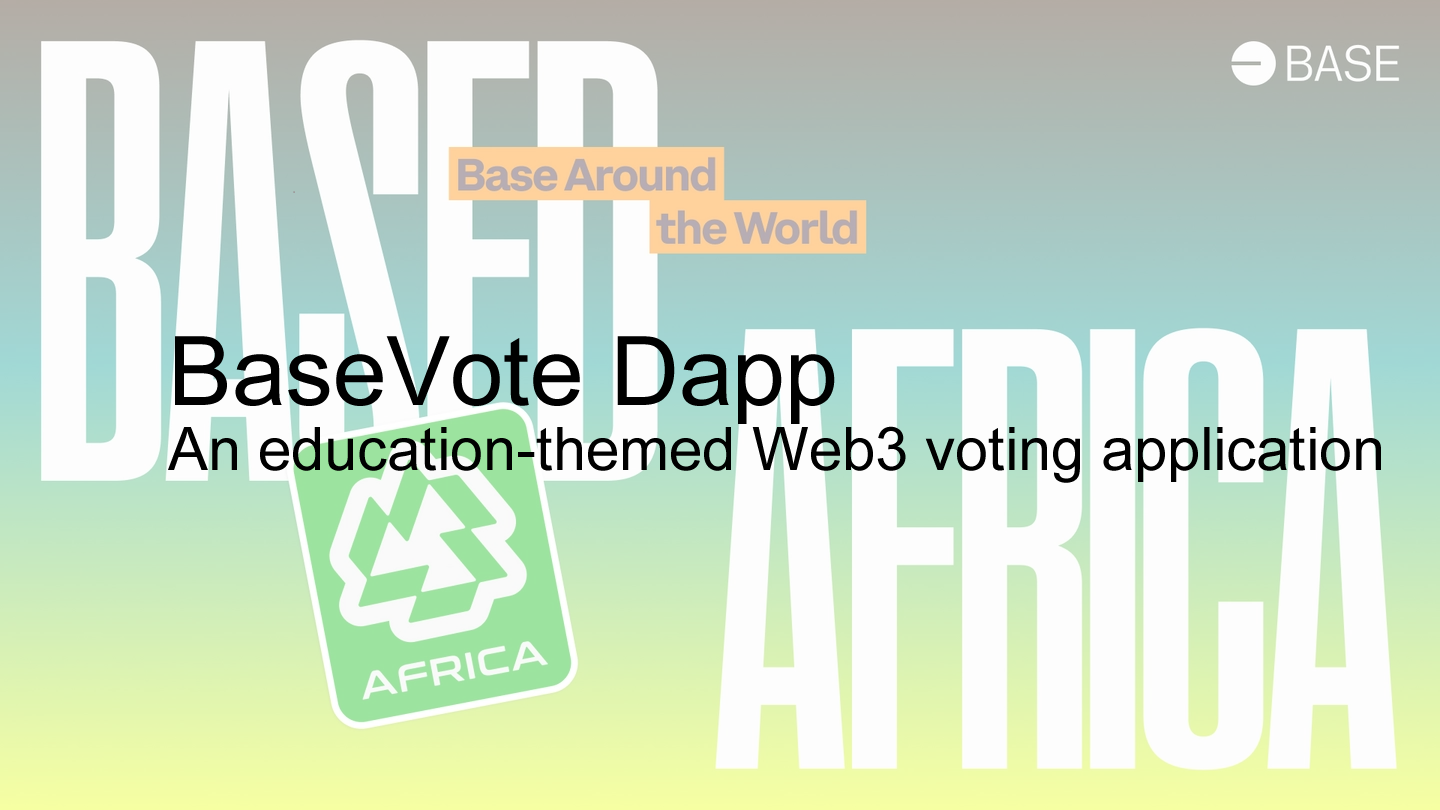 BASED
BASE
Base Around
the World
BaseVote Dapp
An education-themed Web3 voting application
AFRICA
AFRICA